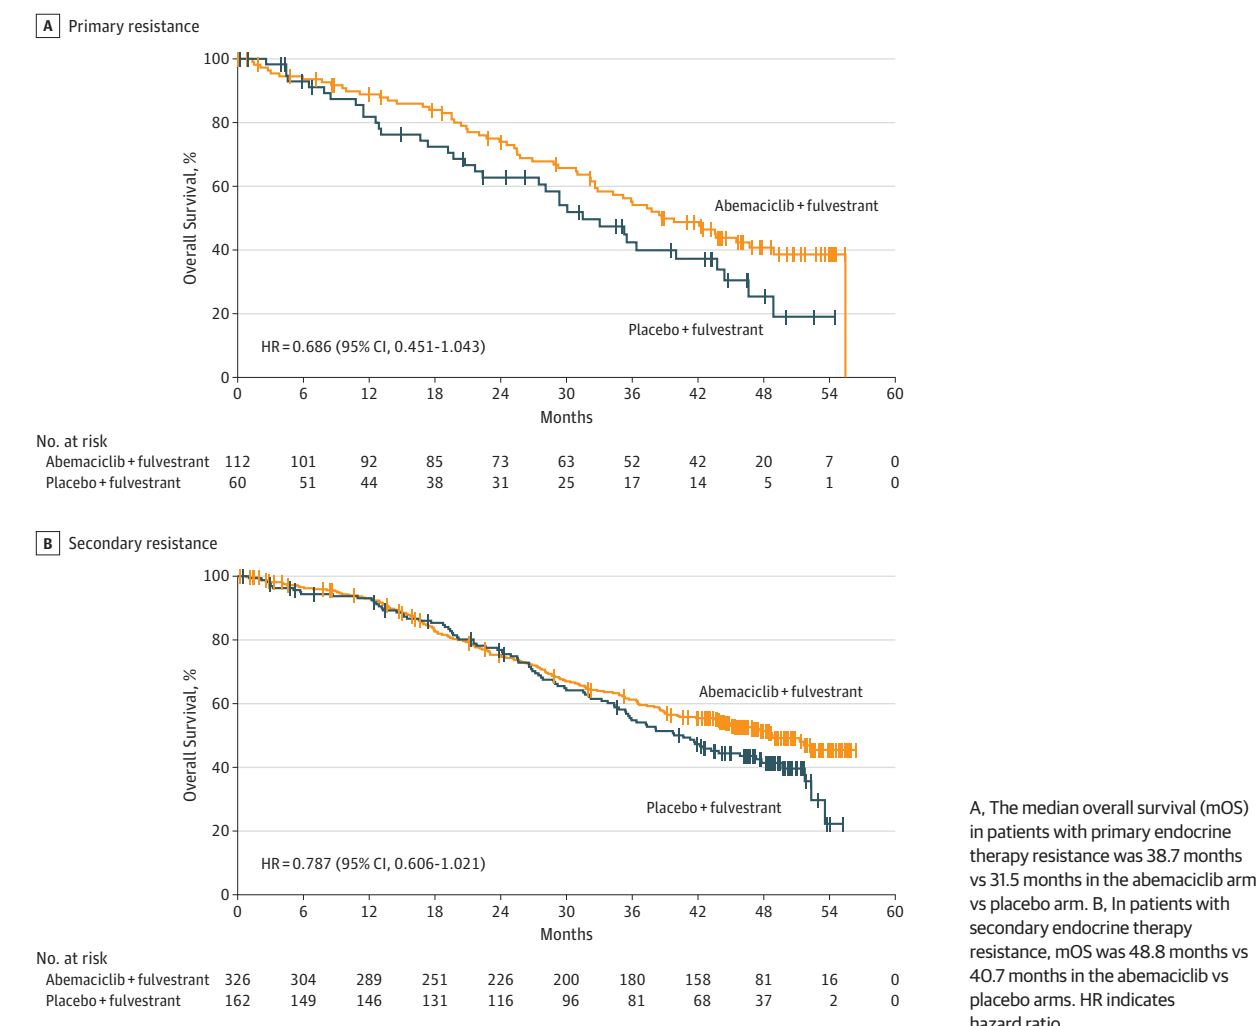 A Primary resistance
100
80
60
40
20
0
Overall Survival, %
Abemaciclib + fulvestrant
Placebo + fulvestrant
HR = 0.686 (95% CI, 0.451-1.043)
0 6 12 18 24 30 36 42 48 54 60
Months
No. at risk
Abemaciclib + fulvestrant 112 101 92 85 73 63 52 42 20 7 0
Placebo + fulvestrant 60 51 44 38 31 25 17 14 5 1 0
B Secondary resistance
100
80
60
40
20
0
Overall Survival, %
Abemaciclib + fulvestrant
Placebo + fulvestrant
HR = 0.787 (95% CI, 0.606-1.021)
0 6 12 18 24 30 36 42 48 54 60
Months
No. at risk
Abemaciclib + fulvestrant 326 304 289 251 226 200 180 158 81 16 0
Placebo + fulvestrant 162 149 146 131 116 96 81 68 37 2 0
A, The median overall survival (mOS)
in patients with primary endocrine
therapy resistance was 38.7 months
vs 31.5 months in the abemaciclib arm
vs placebo arm. B, In patients with
secondary endocrine therapy
resistance, mOS was 48.8 months vs
40.7 months in the abemaciclib vs
placebo arms. HR indicates
hazard ratio